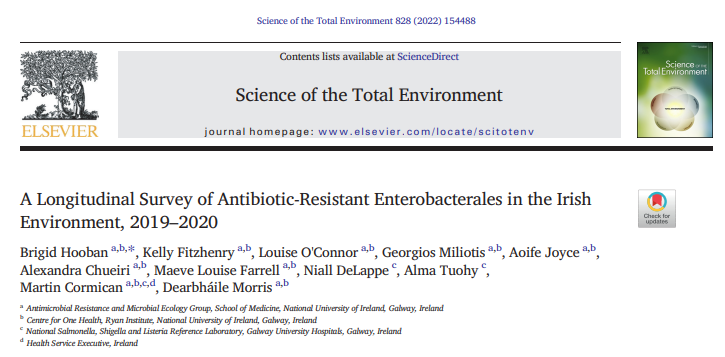 Science of the Total Environment 828 (2022) 154488
Contents lists available at ScienceDirect
Science of the Total Environment
journal homepage: www.elsevier.com/locate/scitotenv
ELSEVIER
Science OF THE
Total Environment
A Longitudinal Survey of Antibiotic-Resistant Enterobacterales in the Irish
Environment, 2019–2020
Check for
updates
Brigid Hooban a,b,*, Kelly Fitzhenry a,b, Louise O'Connor a,b, Georgios Miliotis a,b, Aoife Joyce a,b,
Alexandra Chueiri a,b, Maeve Louise Farrell a,b, Niall DeLappe c, Alma Tuohy c,
Martin Cormican a,b,c,d, Dearbháile Morris a,b
a Antimicrobial Resistance and Microbial Ecology Group, School of Medicine, National University of Ireland, Galway, Ireland
b Centre for One Health, Ryan Institute, National University of Ireland, Galway, Ireland
c National Salmonella, Shigella and Listeria Reference Laboratory, Galway University Hospitals, Galway, Ireland
d Health Service Executive, Ireland